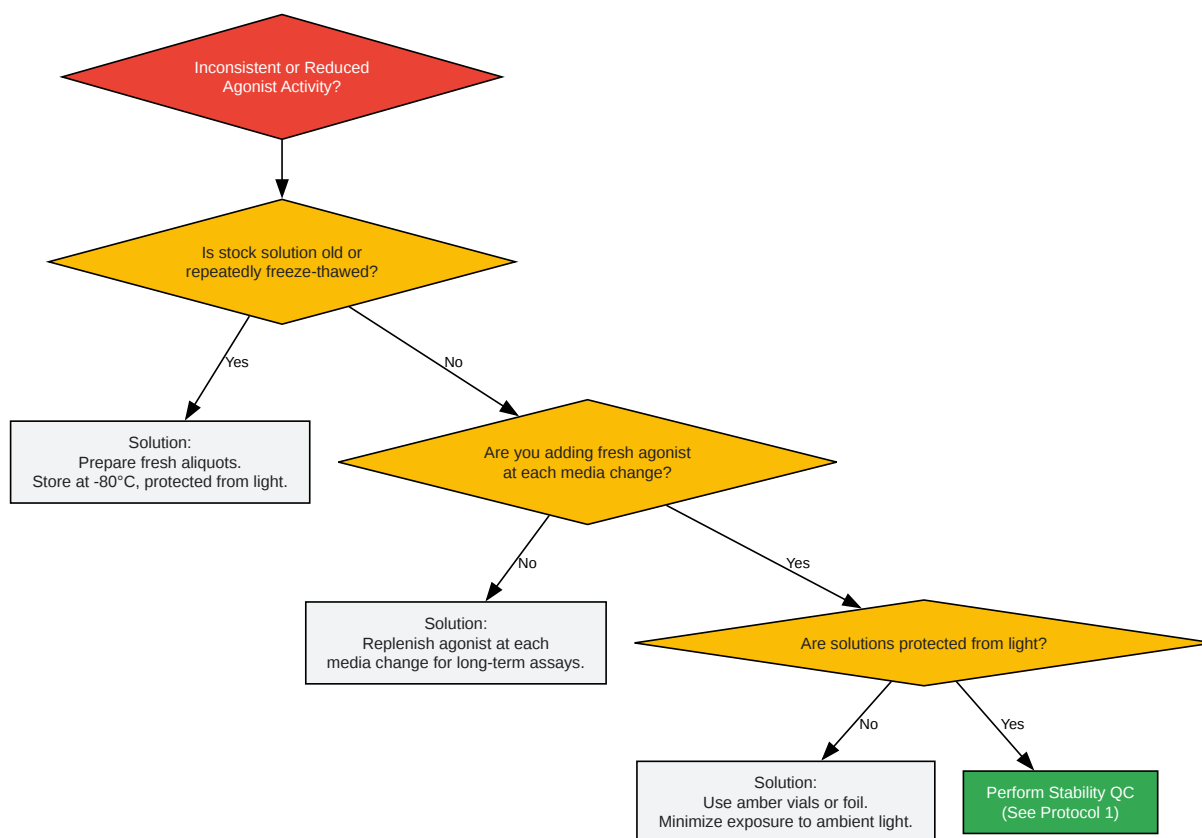 Inconsistent or Reduced
Agonist Activity?
Is stock solution old or
repeatedly freeze-thawed?
Yes
No
Solution:
Prepare fresh aliquots.
Store at -80°C, protected from light.
Are you adding fresh agonist
at each media change?
No
Yes
Solution:
Replenish agonist at each
media change for long-term assays.
Are solutions protected from light?
No
Yes
Solution:
Use amber vials or foil.
Minimize exposure to ambient light.
Perform Stability QC
(See Protocol 1)